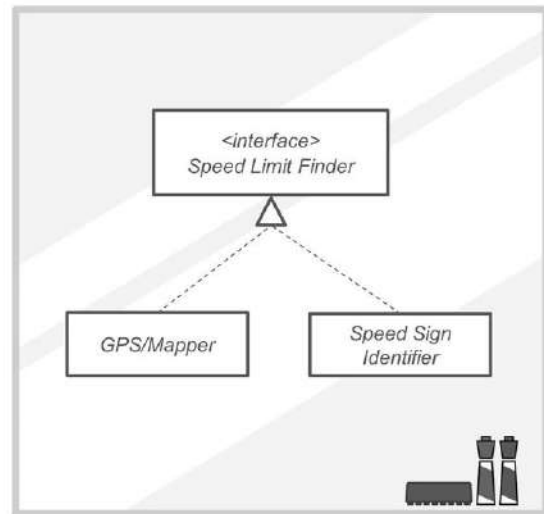 <interface>
Speed Limit Finder
GPS/Mapper
Speed Sign
Identifier